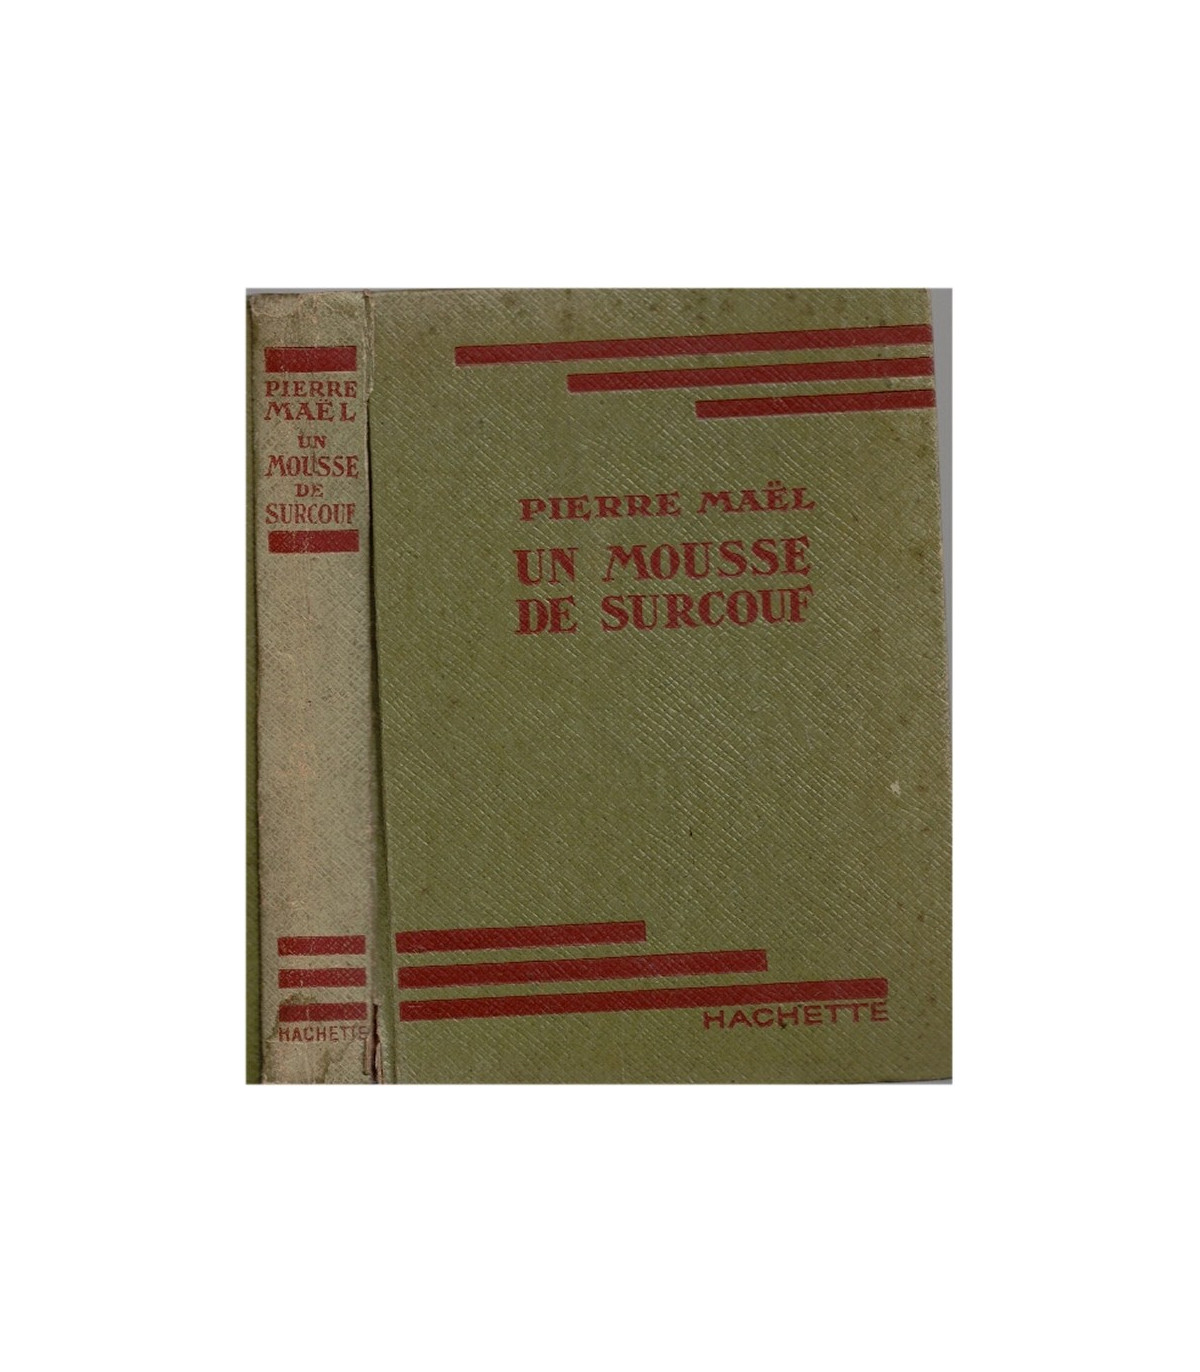 PIERRE
MAËL
UN
MOUSSE
DE
SURCOUF
HACHETTE
PIERRE MAËL
UN MOUSSE
DE SURCOUF
HACHETTE